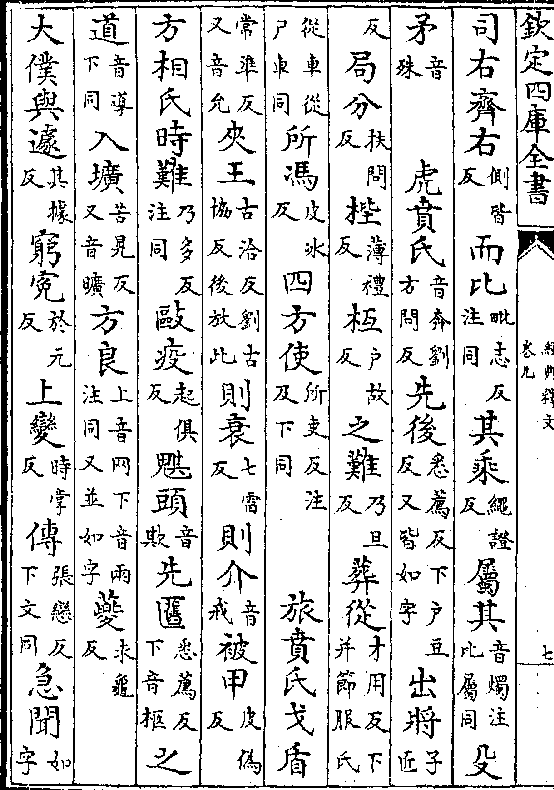 欽定四庫全書
經典釋文
卷九
七
司右齊右側皆反而比毗志反注同其乘繩證反屬其音燭注比屬同殳
矛音殊 虎賁氏音奔劉方問反先後悉薦反下戶豆反又皆如字出將子匠
反局分扶問反梐薄禮反枑戶故反之難乃旦反葬從才用反下并節服氏
從車從戶車同所馮皮冰反四方使所吏反注及下同 旅賁氏戈盾
常準反又音允夾王古洽反劉古協反後放此則衰七雷反則介音戒被甲皮偽反
方相氏時難乃多反注同毆疫起俱反魌頭音欺先匶悉薦反下音柩之
道音導下同入壙苦晃反又音曠方良上音网下音兩注同又並如字夔求龜反
大僕與遽其據反窮冤於元反上變時掌反傳張戀反下文同急聞如字